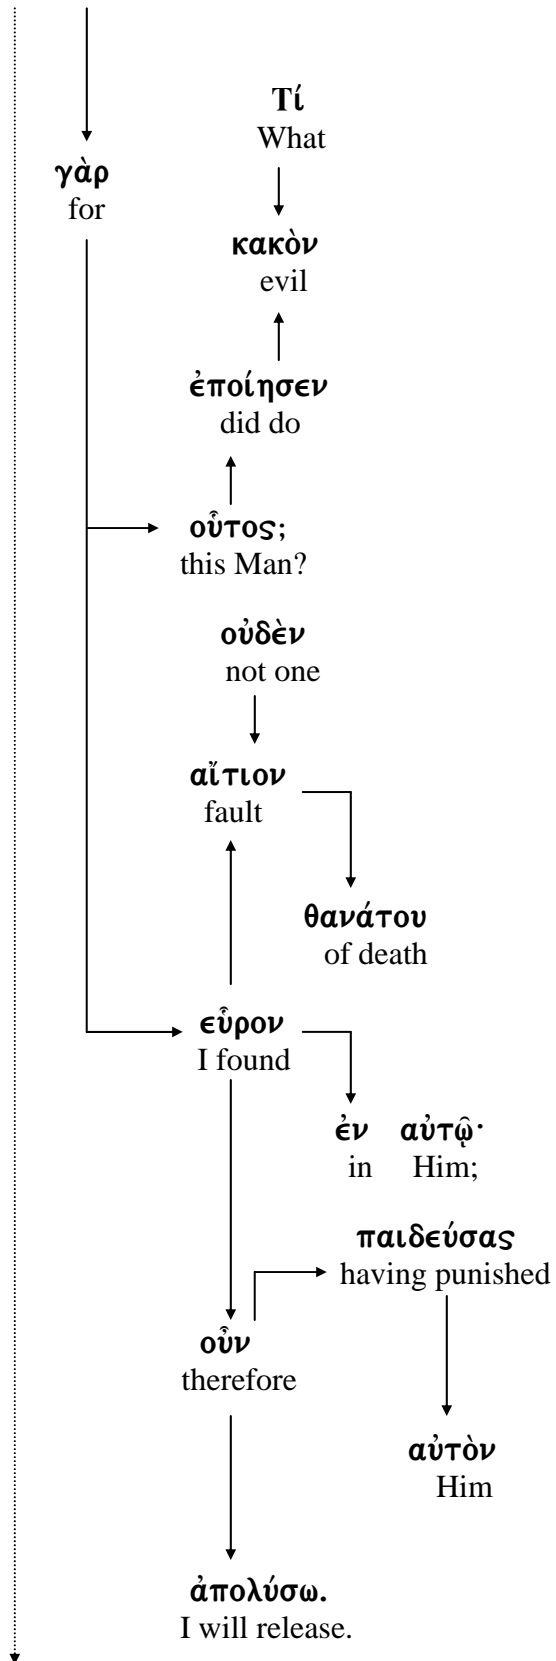 Τί
What
γὰρ
for
κακὸν
evil
ἐποίησεν
did do
οὗτος;
this Man?
οὐδὲν
not one
αἴτιον
fault
θανάτου
of death
εὗρον
I found
ἐν αὐτῷ·
in Him;
παιδεύσας
having punished
οὖν
therefore
αὐτὸν
Him
ἀπολύσω.
I will release.